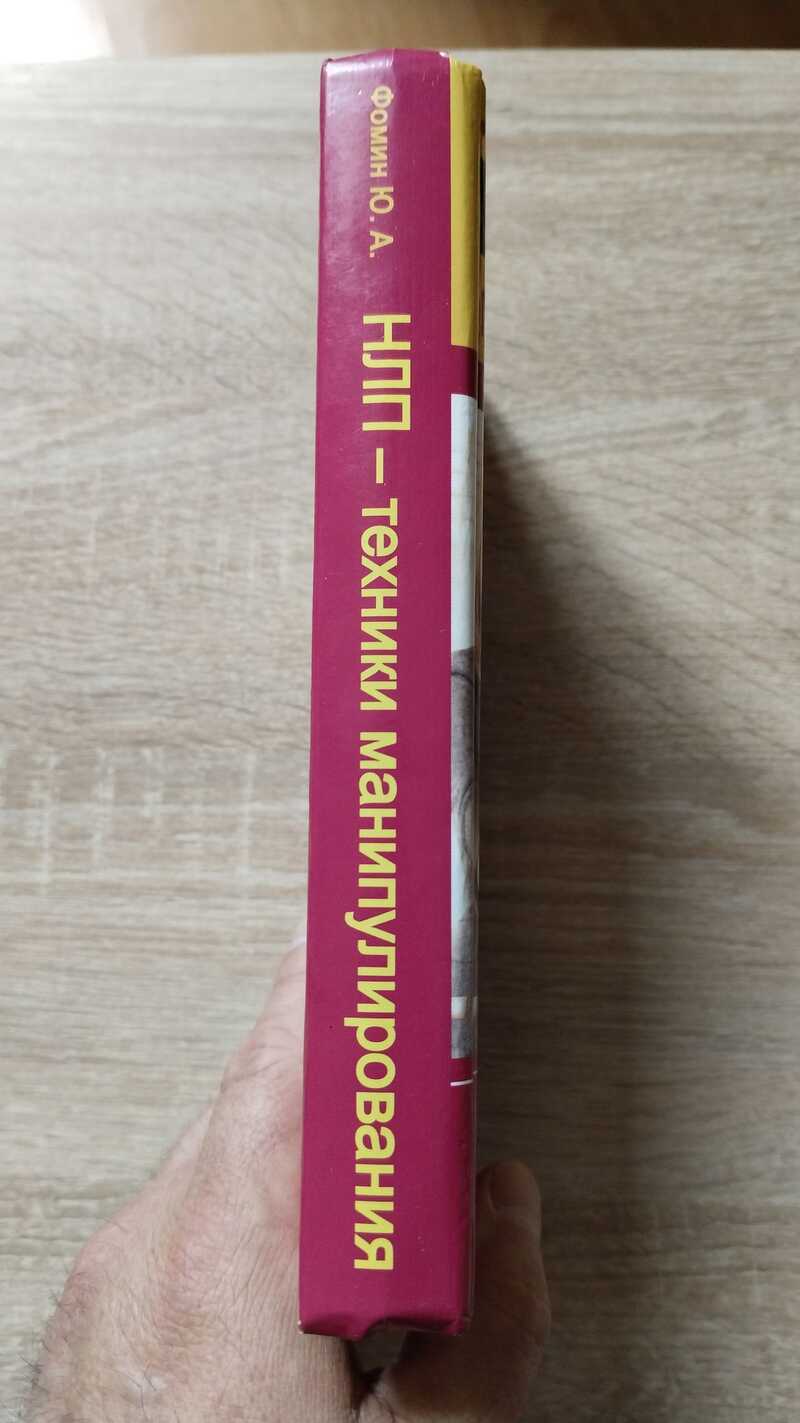 Фомин Ю. А.
НЛП – техники манипулирования